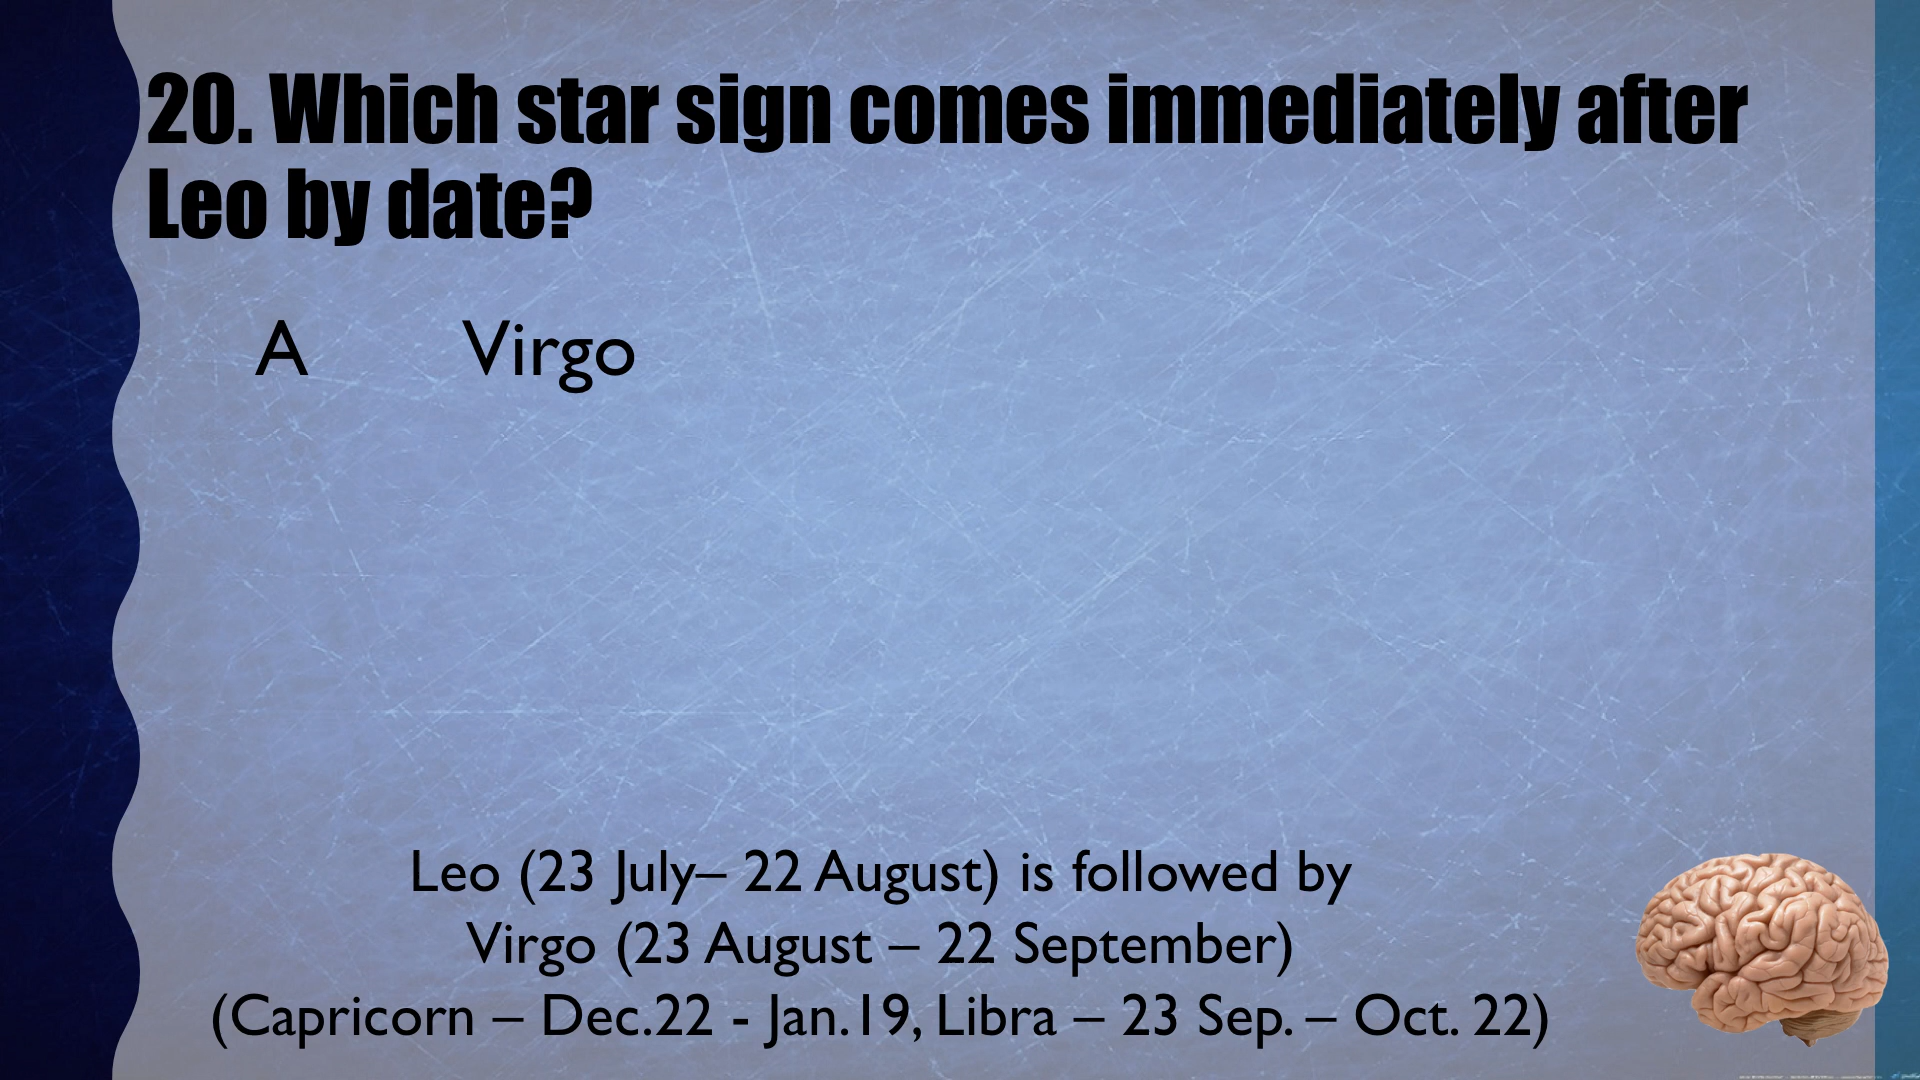 20. Which star sign comes immediately after
Leo by date?
A Virgo
Leo (23 July– 22 August) is followed by
Virgo (23 August – 22 September)
(Capricorn – Dec.22 - Jan.19, Libra – 23 Sep. – Oct. 22)